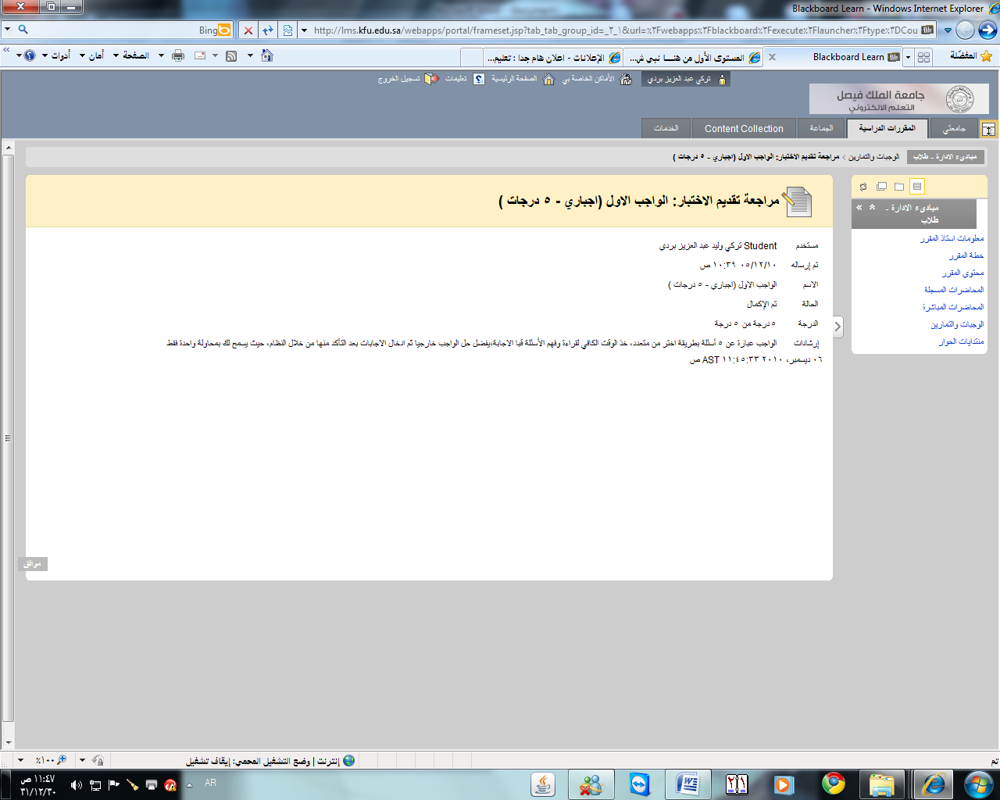 Blackboard Learn - Windows Internet Explorer
http://lms.kfu.edu.sa/webapps/portal/frameset.jsp?tab_tab_group_id=_٢_١&url=٪٢Fwebapps٪٢Fblackboard٪٢Fexecute٪٢Flauncher٪٣Ftype٪٣DCou
Bing
المفضلة
Blackboard Learn
المستوى الأول من هنـــا نبـي ش...
الإعلانات - اعلان هام جدا : تعليم...
الصفحة
أمان
أدوات
تركي عبد العزيز بردي
الأماكن الخاصة بي
الصفحة الرئيسية
تعليمات
تسجيل الخروج
جامعة الملك فيصل
التعلم الالكتروني
جامعتي
المقررات الدراسية
الجماعة
Content Collection
الخدمات
مبادىء الادارة - طلاب
الوجبات والتمارين > مراجعة تقديم الاختبار: الواجب الاول (اجباري - ٥ درجات )
مبادىء الادارة - طلاب
معلومات استاذ المقرر
خطة المقرر
محتوي المقرر
المحاضرات المسجلة
المحاضرات المباشرة
الوجبات والتمارين
منتديات الحوار
مراجعة تقديم الاختبار: الواجب الاول (اجباري - ٥ درجات )
مستخدم Student تركي وليد عبد العزيز بردي
تم إرساله ٠٥/١٢/١٠ ١٠:٣٩ ص
الاسم الواجب الاول (اجباري - ٥ درجات )
الحالة تم الإكمال
الدرجة ٥ درجة من ٥ درجة
إرشادات الواجب عبارة عن ٥ أسئلة بطريقة اختر من متعدد، خذ الوقت الكافي لقراءة وفهم الأسئلة قبا الاجابة،يفضل حل الواجب خارجيا ثم ادخال الاجابات بعد التأكد منها من خلال النظام، حيث يسمح لك بمحاولة واحدة فقط
٠٦ ديسمبر، ٢٠١٠ ١١:٤٥:٣٣ AST ص
موافق
تم
إنترنت | وضع التشغيل المحمي: إيقاف تشغيل
١٠٠٪
AR
١١:٤٧ ص
٣١/١٢/٣٠